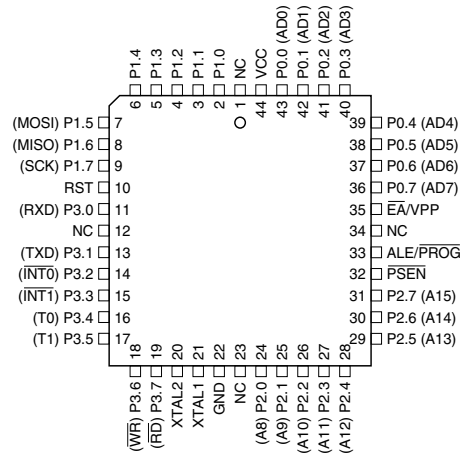 P1.4
P1.3
P1.2
P1.1
P1.0
NC
VCC
P0.0 (AD0)
P0.1 (AD1)
P0.2 (AD2)
P0.3 (AD3)
6
5
4
3
2
1
44
43
42
41
40
(MOSI) P1.5 7
(MISO) P1.6 8
(SCK) P1.7 9
RST 10
(RXD) P3.0 11
NC 12
(TXD) P3.1 13
(I̅N̅T̅0̅) P3.2 14
(I̅N̅T̅1̅) P3.3 15
(T0) P3.4 16
(T1) P3.5 17
39 P0.4 (AD4)
38 P0.5 (AD5)
37 P0.6 (AD6)
36 P0.7 (AD7)
35 E̅A̅/VPP
34 NC
33 ALE/P̅R̅O̅G̅
32 P̅S̅E̅N̅
31 P2.7 (A15)
30 P2.6 (A14)
29 P2.5 (A13)
18
19
20
21
22
23
24
25
26
27
28
(W̅R̅) P3.6
(R̅D̅) P3.7
XTAL2
XTAL1
GND
NC
(A8) P2.0
(A9) P2.1
(A10) P2.2
(A11) P2.3
(A12) P2.4